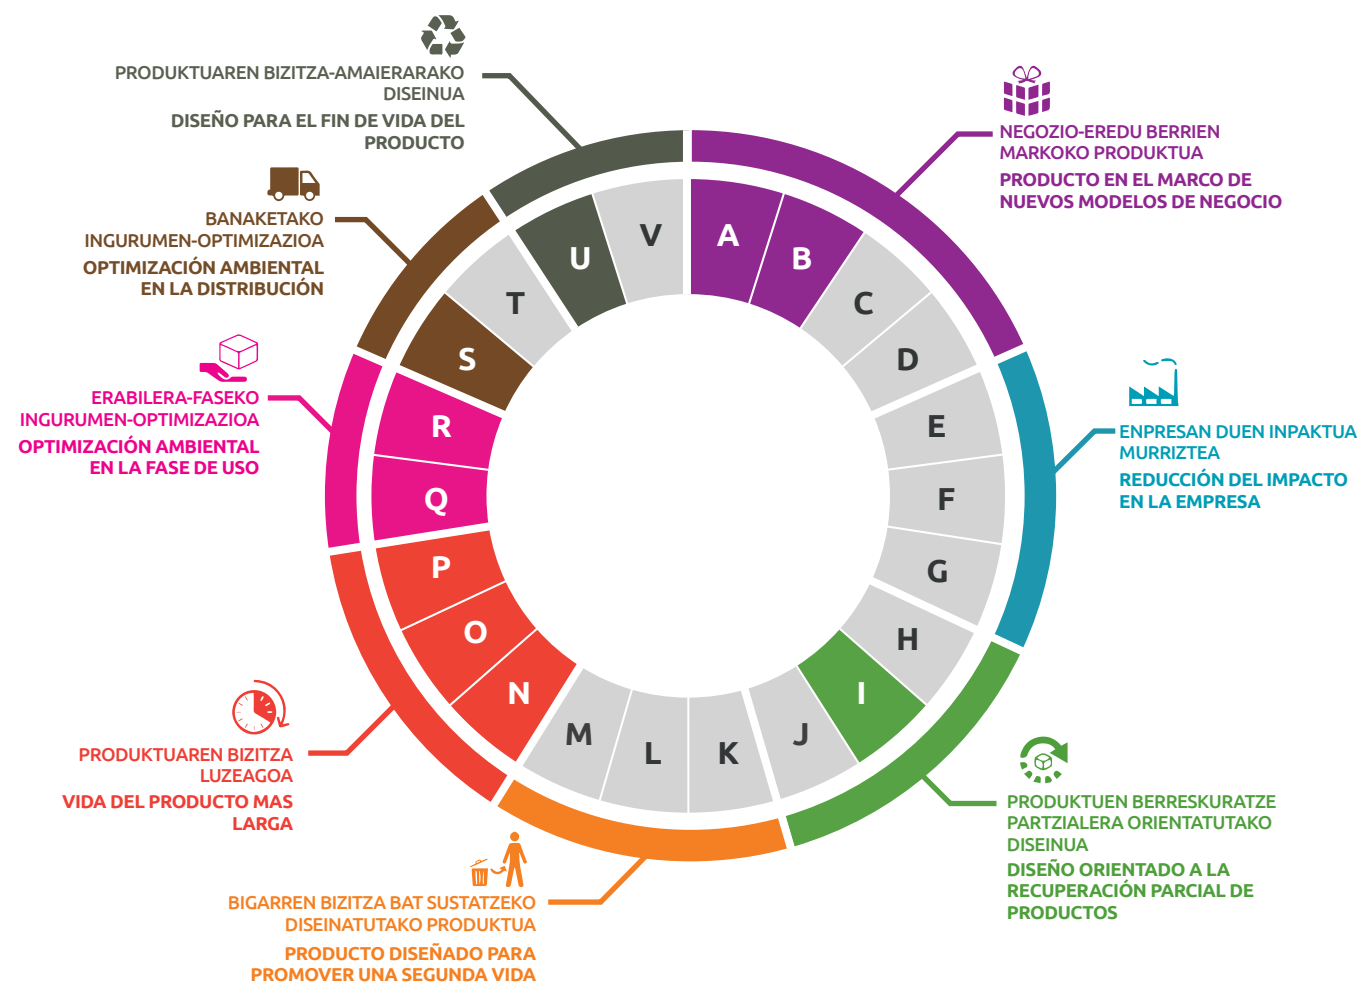 PRODUKTUAREN BIZITZA-AMAIERARAKO
DISEINUA
DISEÑO PARA EL FIN DE VIDA DEL
PRODUCTO
NEGOZIO-EREDU BERRIEN
MARKOKO PRODUKTUA
PRODUCTO EN EL MARCO DE
NUEVOS MODELOS DE NEGOCIO
BANAKETAKO
INGURUMEN-OPTIMIZAZIOA
OPTIMIZACIÓN AMBIENTAL
EN LA DISTRIBUCIÓN
ERABILERA-FASEKO
INGURUMEN-OPTIMIZAZIOA
OPTIMIZACIÓN AMBIENTAL
EN LA FASE DE USO
ENPRESAN DUEN INPAKTUA
MURRIZTEA
REDUCCIÓN DEL IMPACTO
EN LA EMPRESA
PRODUKTUAREN BIZITZA
LUZEAGOA
VIDA DEL PRODUCTO MAS
LARGA
PRODUKTUEN BERRESKURATZE
PARTZIALERA ORIENTATUTAKO
DISEINUA
DISEÑO ORIENTADO A LA
RECUPERACIÓN PARCIAL DE
PRODUCTOS
BIGARREN BIZITZA BAT SUSTATZEKO
DISEINATUTAKO PRODUKTUA
PRODUCTO DISEÑADO PARA
PROMOVER UNA SEGUNDA VIDA
A
B
C
D
E
F
G
H
I
J
K
L
M
N
O
P
Q
R
S
T
U
V